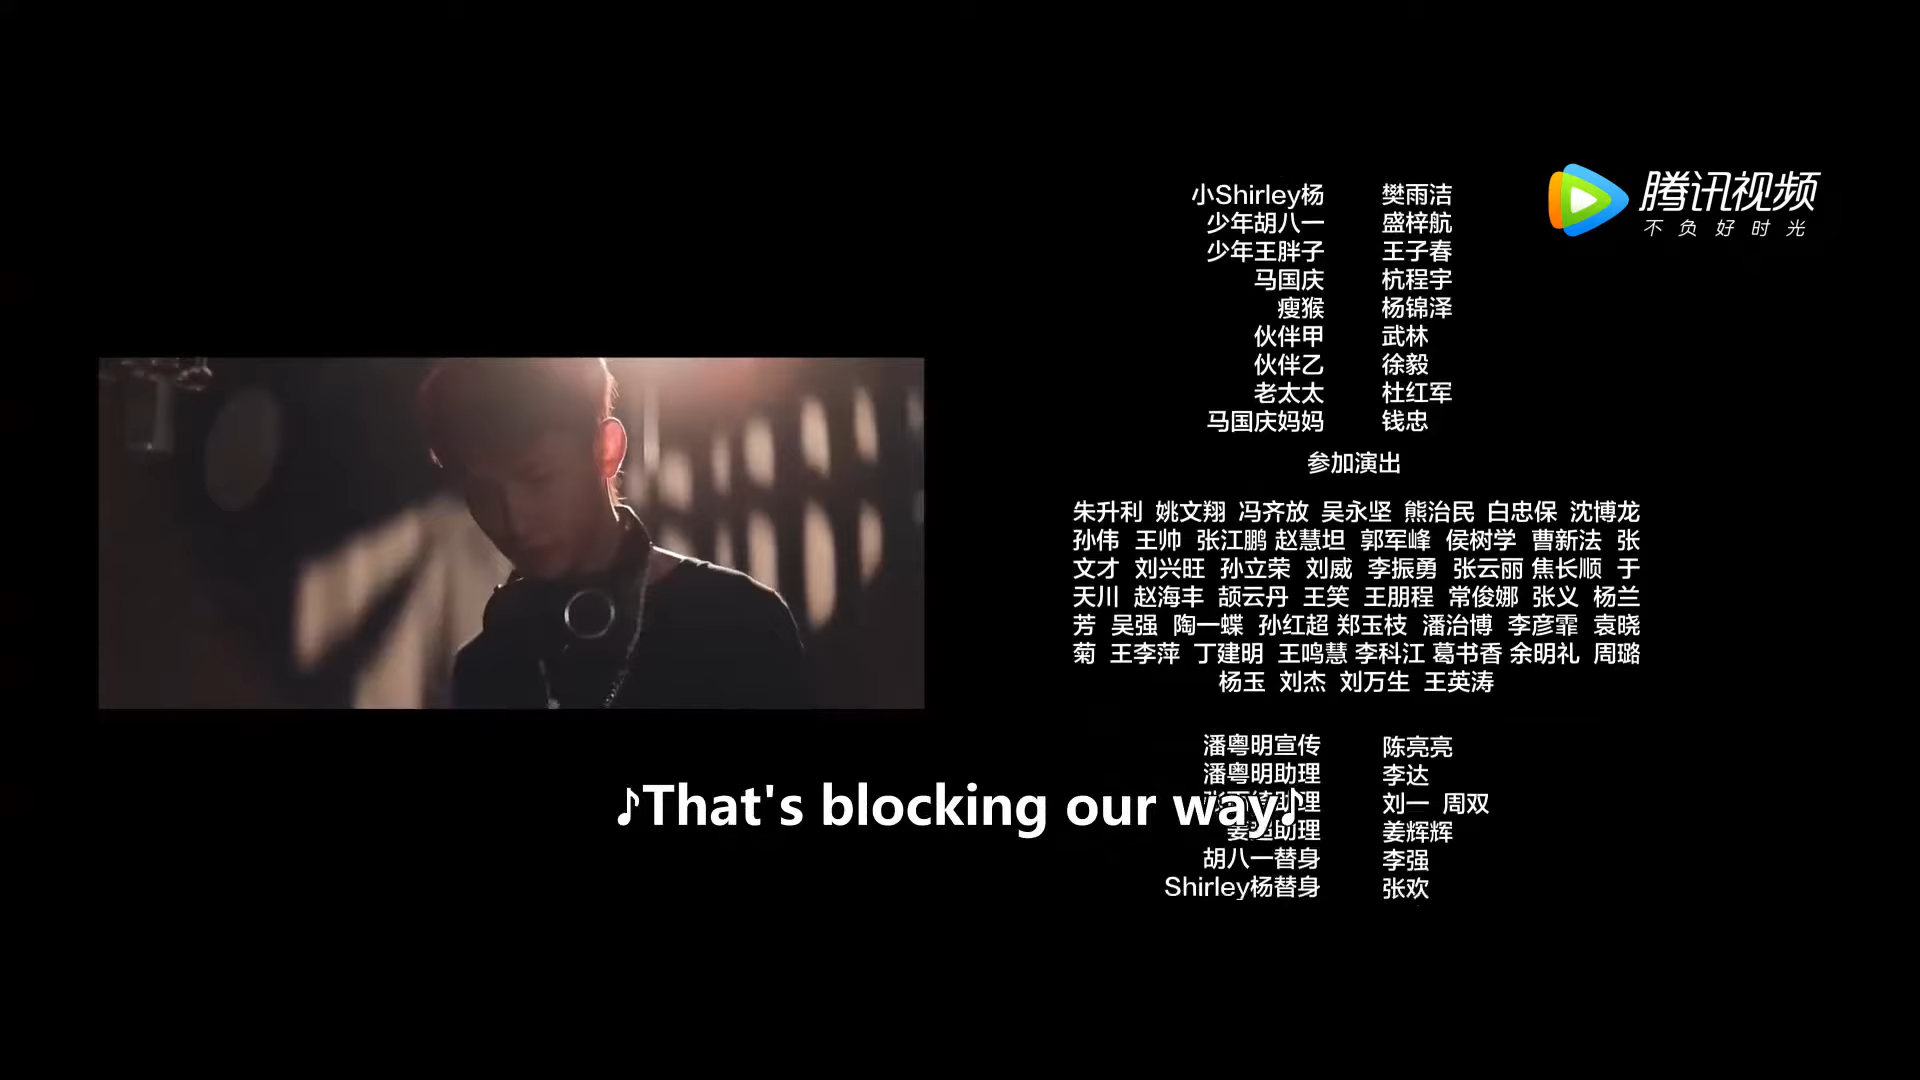 腾讯视频
不负好时光
小Shirley杨 樊雨洁
少年胡八一 盛梓航
少年王胖子 王子春
马国庆 杭程宇
瘦猴 杨锦泽
伙伴甲 武林
伙伴乙 徐毅
老太太 杜红军
马国庆妈妈 钱忠
参加演出
朱升利 姚文翔 冯齐放 吴永坚 熊治民 白忠保 沈博龙
孙伟 王帅 张江鹏 赵慧坦 郭军峰 侯树学 曹新法 张
文才 刘兴旺 孙立荣 刘威 李振勇 张云丽 焦长顺 于
天川 赵海丰 颉云丹 王笑 王朋程 常俊娜 张义 杨兰
芳 吴强 陶一蝶 孙红超 郑玉枝 潘治博 李彦霏 袁晓
菊 王李萍 丁建明 王鸣慧 李科江 葛书香 余明礼 周璐
杨玉 刘杰 刘万生 王英涛
潘粤明宣传 陈亮亮
潘粤明助理 李达
助理 刘一 周双
姜超助理 姜辉辉
胡八一替身 李强
Shirley杨替身 张欢
♪That's blocking our way♪